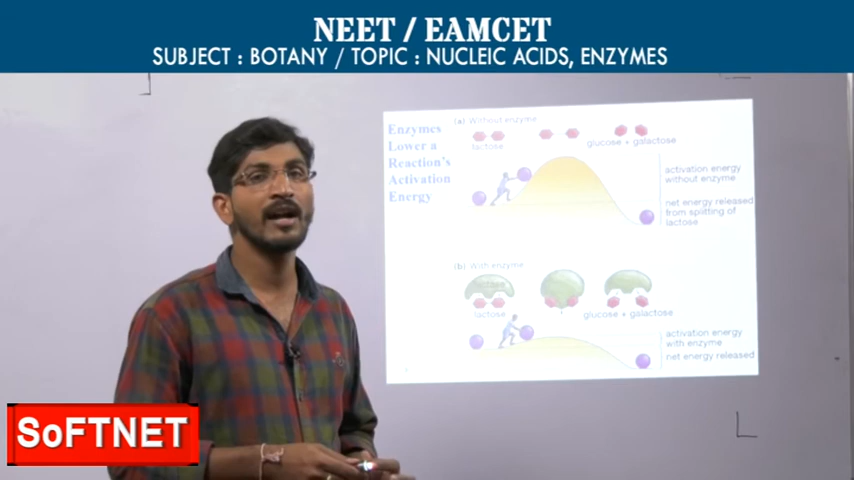 NEET / EAMCET
SUBJECT : BOTANY / TOPIC : NUCLEIC ACIDS, ENZYMES
Enzymes
Lower a
Reaction's
Activation
Energy
(a) Without enzyme
lactose
glucose + galactose
activation energy
without enzyme
net energy released
from splitting of
lactose
(b) With enzyme
lactose
glucose + galactose
activation energy
with enzyme
net energy released
SoFTNET